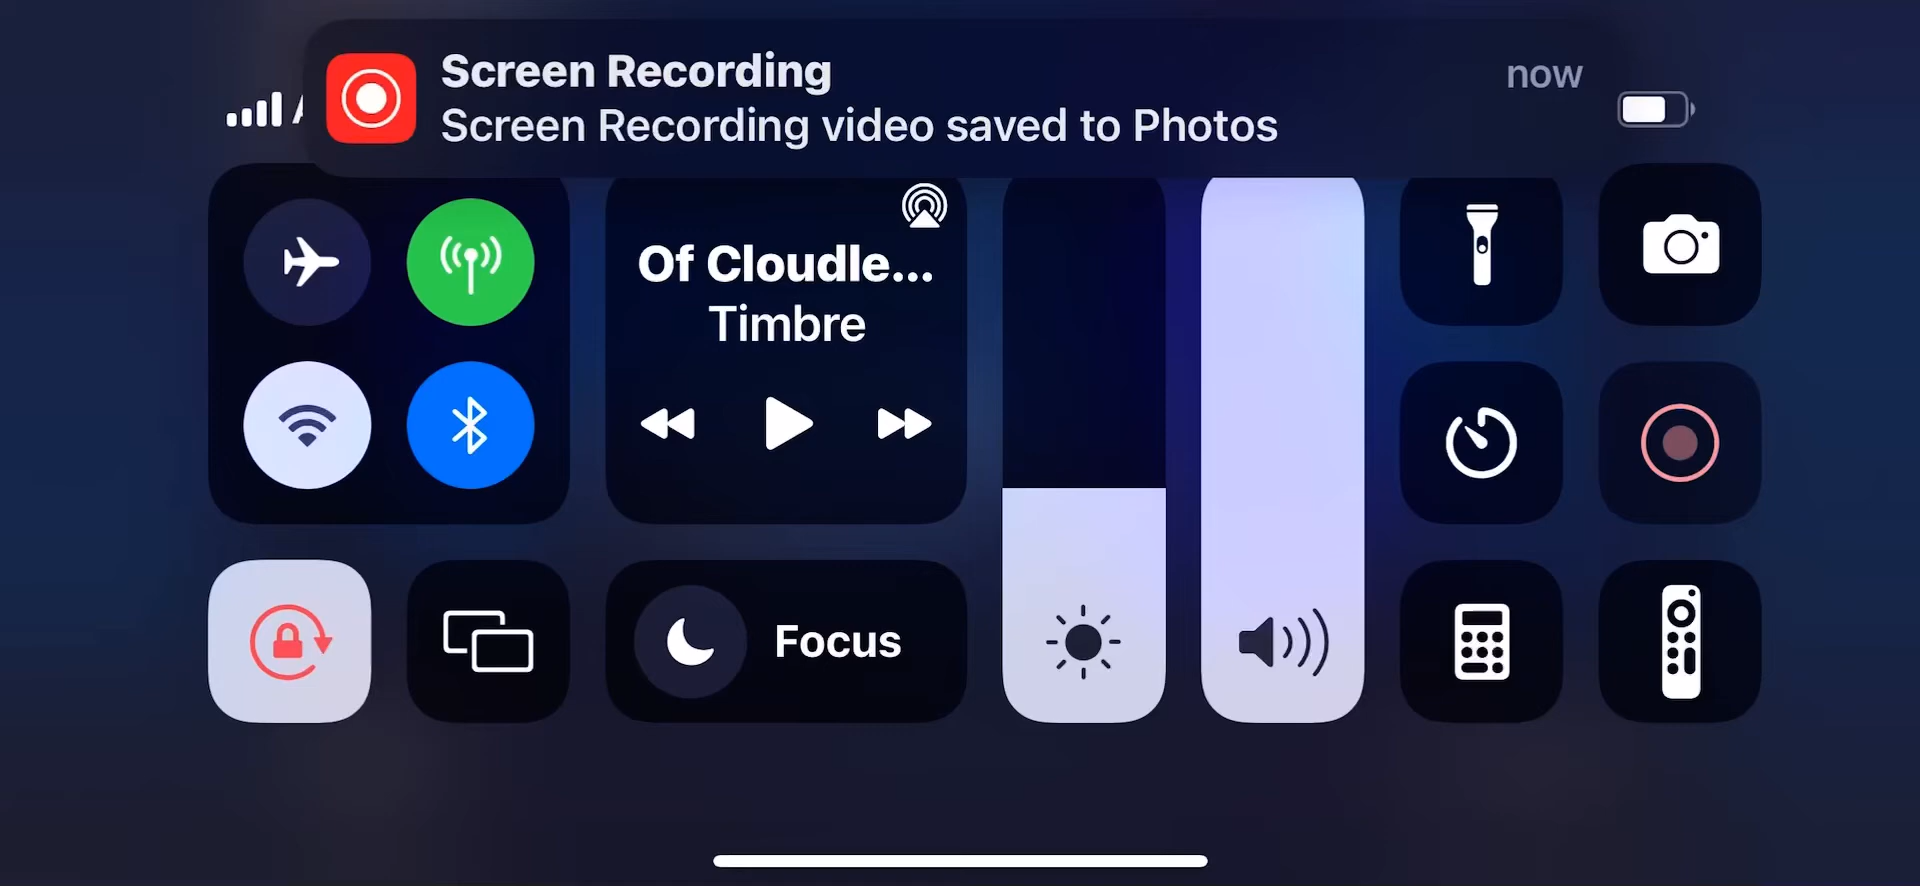 Screen Recording
now
Screen Recording video saved to Photos
Of Cloudle...
Timbre
Focus